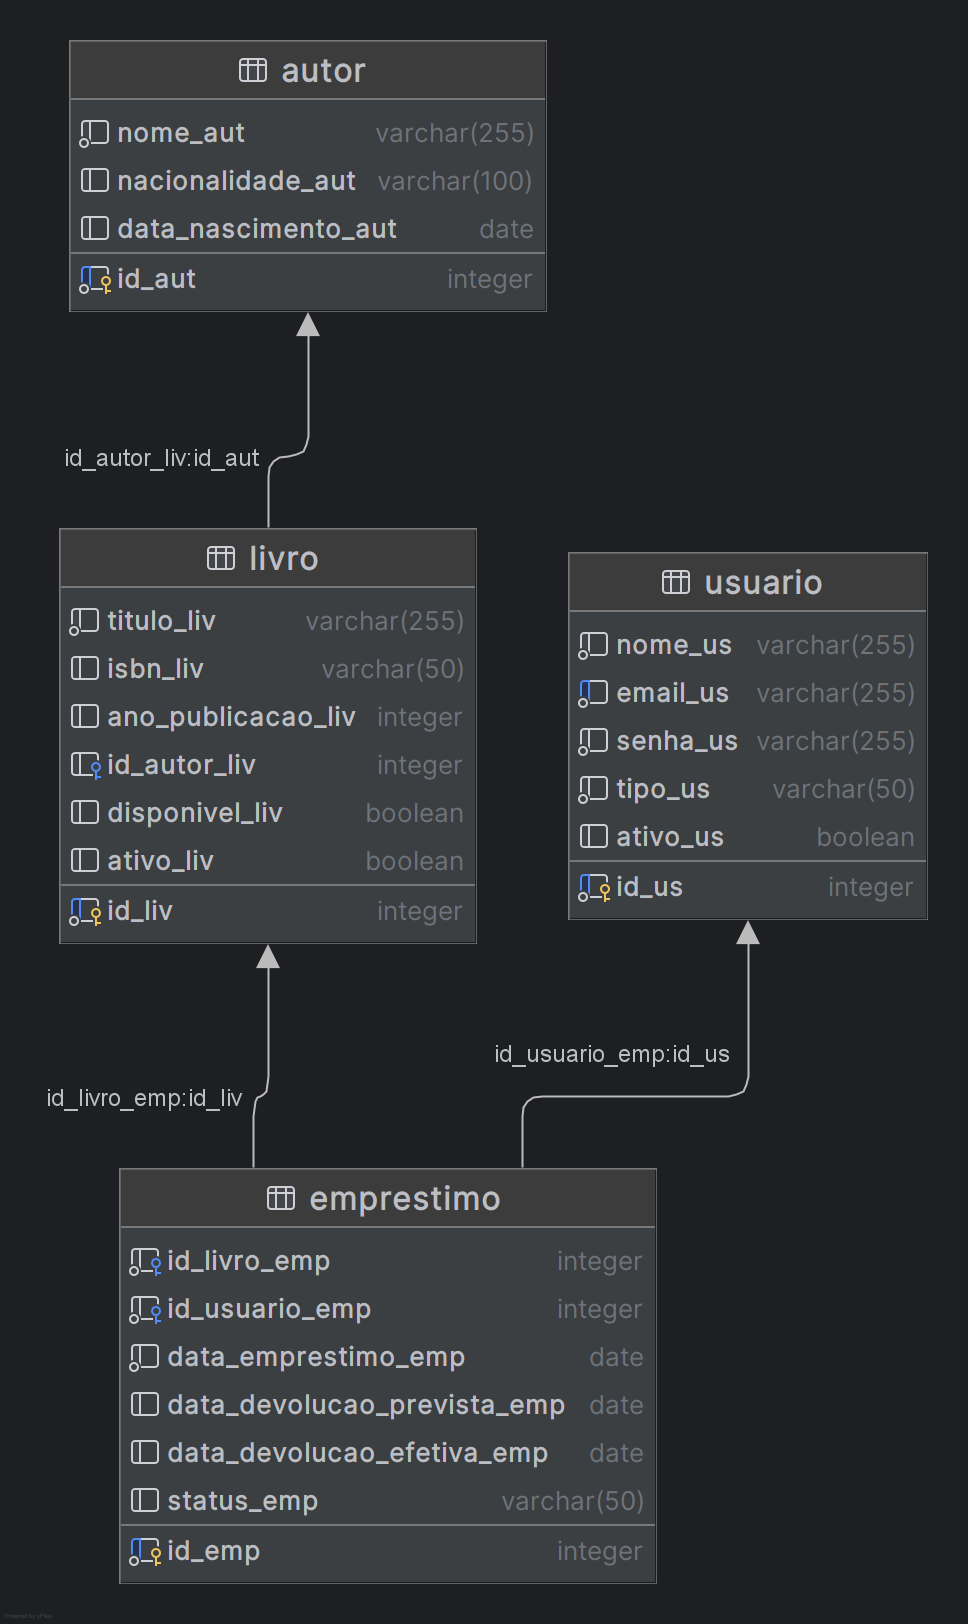 autor
nome_aut varchar(255)
nacionalidade_aut varchar(100)
data_nascimento_aut date
id_aut integer
id_autor_liv:id_aut
livro
titulo_liv varchar(255)
isbn_liv varchar(50)
ano_publicacao_liv integer
id_autor_liv integer
disponivel_liv boolean
ativo_liv boolean
id_liv integer
usuario
nome_us varchar(255)
email_us varchar(255)
senha_us varchar(255)
tipo_us varchar(50)
ativo_us boolean
id_us integer
id_usuario_emp:id_us
id_livro_emp:id_liv
emprestimo
id_livro_emp integer
id_usuario_emp integer
data_emprestimo_emp date
data_devolucao_prevista_emp date
data_devolucao_efetiva_emp date
status_emp varchar(50)
id_emp integer
Powered by yFiles